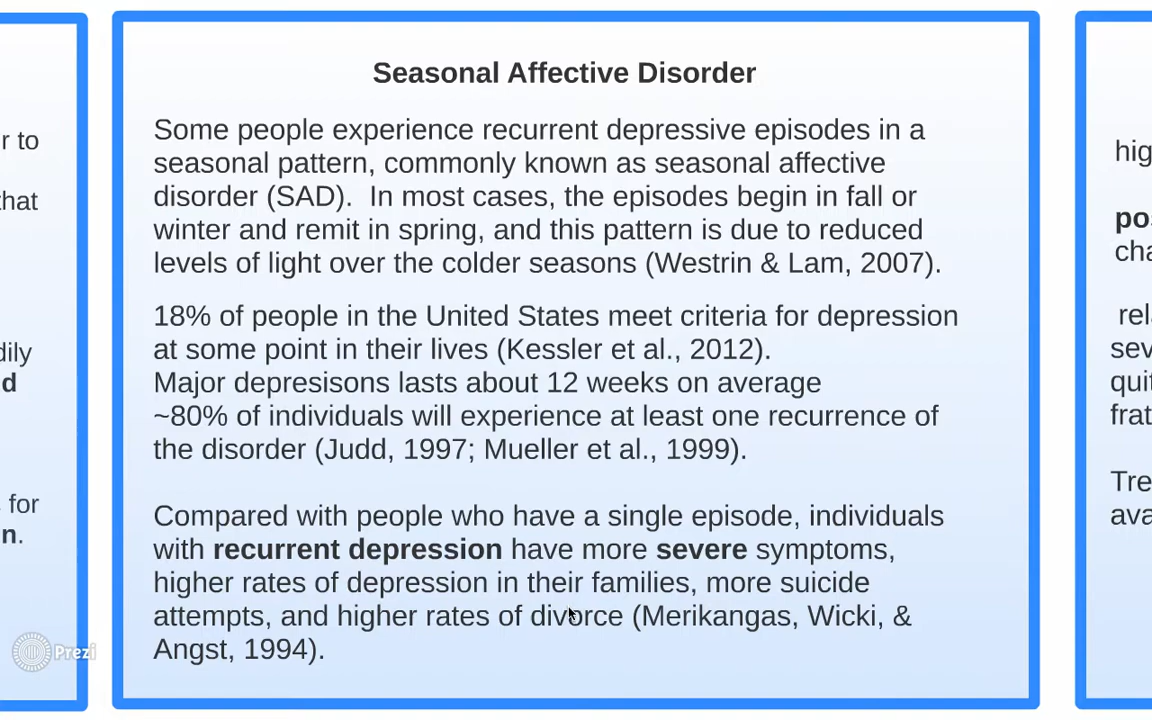 Seasonal Affective Disorder
Some people experience recurrent depressive episodes in a
seasonal pattern, commonly known as seasonal affective
disorder (SAD).  In most cases, the episodes begin in fall or
winter and remit in spring, and this pattern is due to reduced
levels of light over the colder seasons (Westrin & Lam, 2007).
18% of people in the United States meet criteria for depression
at some point in their lives (Kessler et al., 2012).
Major depresisons lasts about 12 weeks on average
~80% of individuals will experience at least one recurrence of
the disorder (Judd, 1997; Mueller et al., 1999).
Compared with people who have a single episode, individuals
with recurrent depression have more severe symptoms,
higher rates of depression in their families, more suicide
attempts, and higher rates of divorce (Merikangas, Wicki, &
Angst, 1994).
r to
for
Prezi